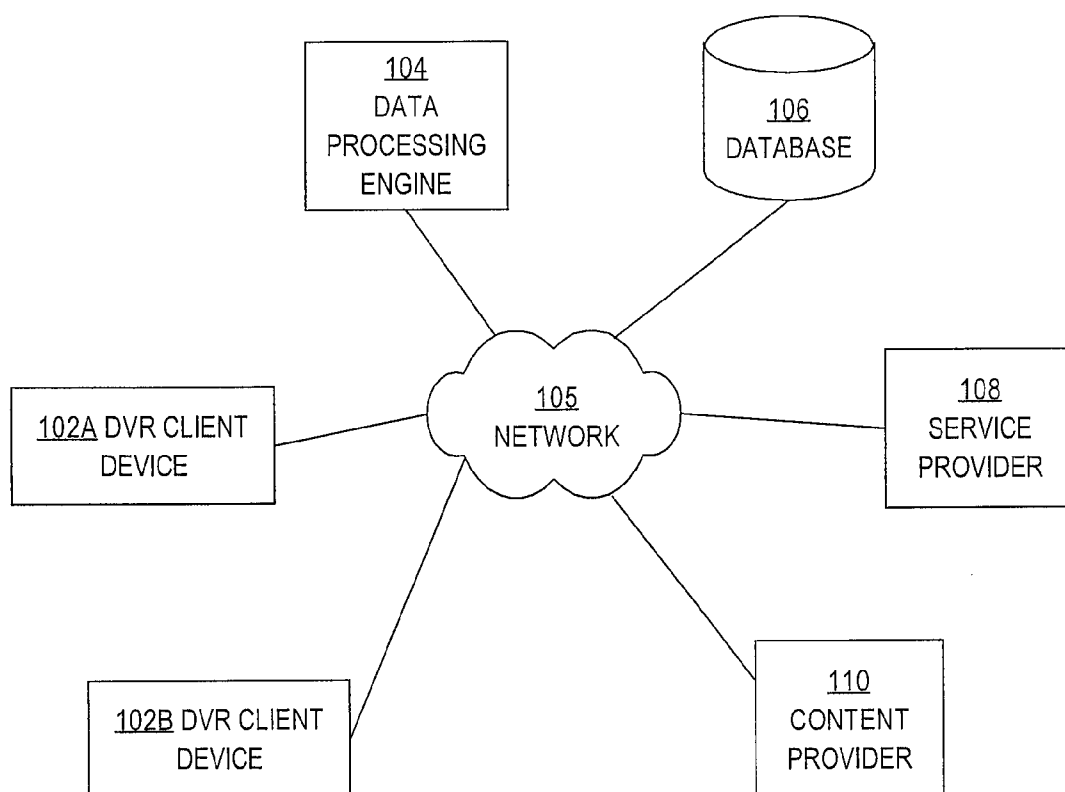 104
DATA
PROCESSING
ENGINE
106
DATABASE
105
NETWORK
102A DVR CLIENT
DEVICE
108
SERVICE
PROVIDER
102B DVR CLIENT
DEVICE
110
CONTENT
PROVIDER